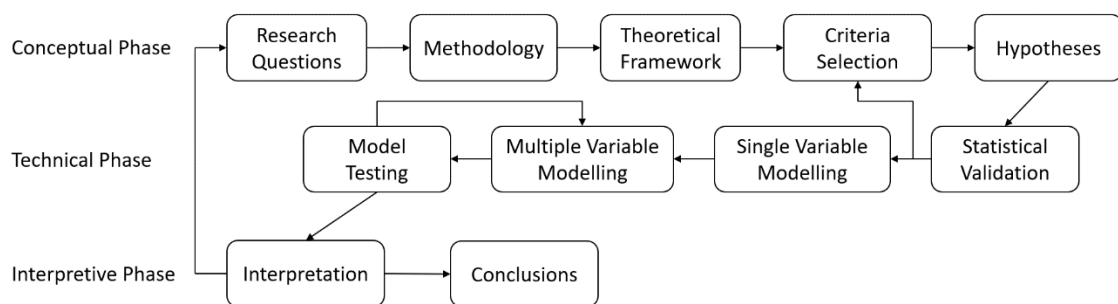 Conceptual Phase
Research
Questions
Methodology
Theoretical
Framework
Criteria
Selection
Hypotheses
Technical Phase
Model
Testing
Multiple Variable
Modelling
Single Variable
Modelling
Statistical
Validation
Interpretive Phase
Interpretation
Conclusions